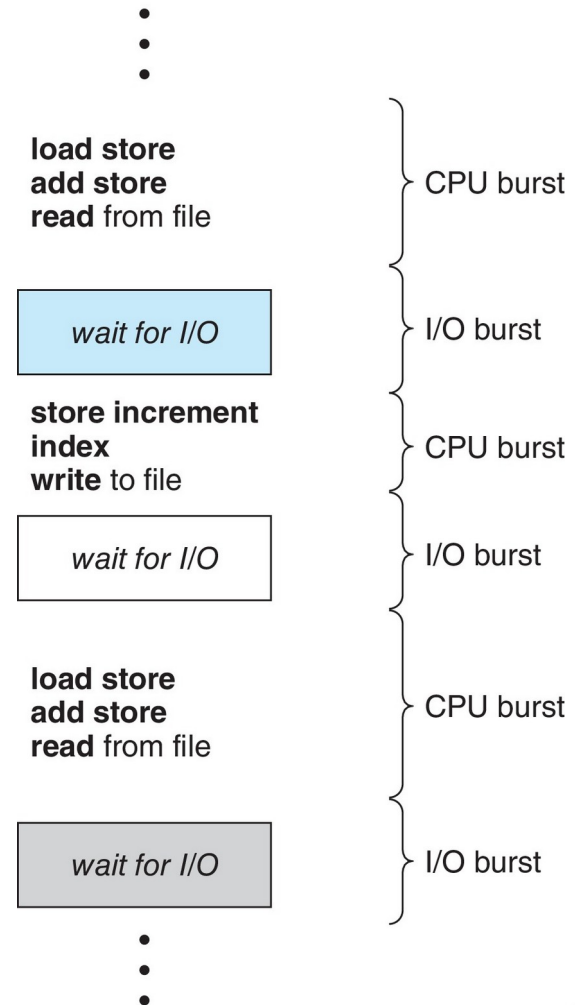 load store
add store
read from file
CPU burst
wait for I/O
I/O burst
store increment
index
write to file
CPU burst
wait for I/O
I/O burst
load store
add store
read from file
CPU burst
wait for I/O
I/O burst